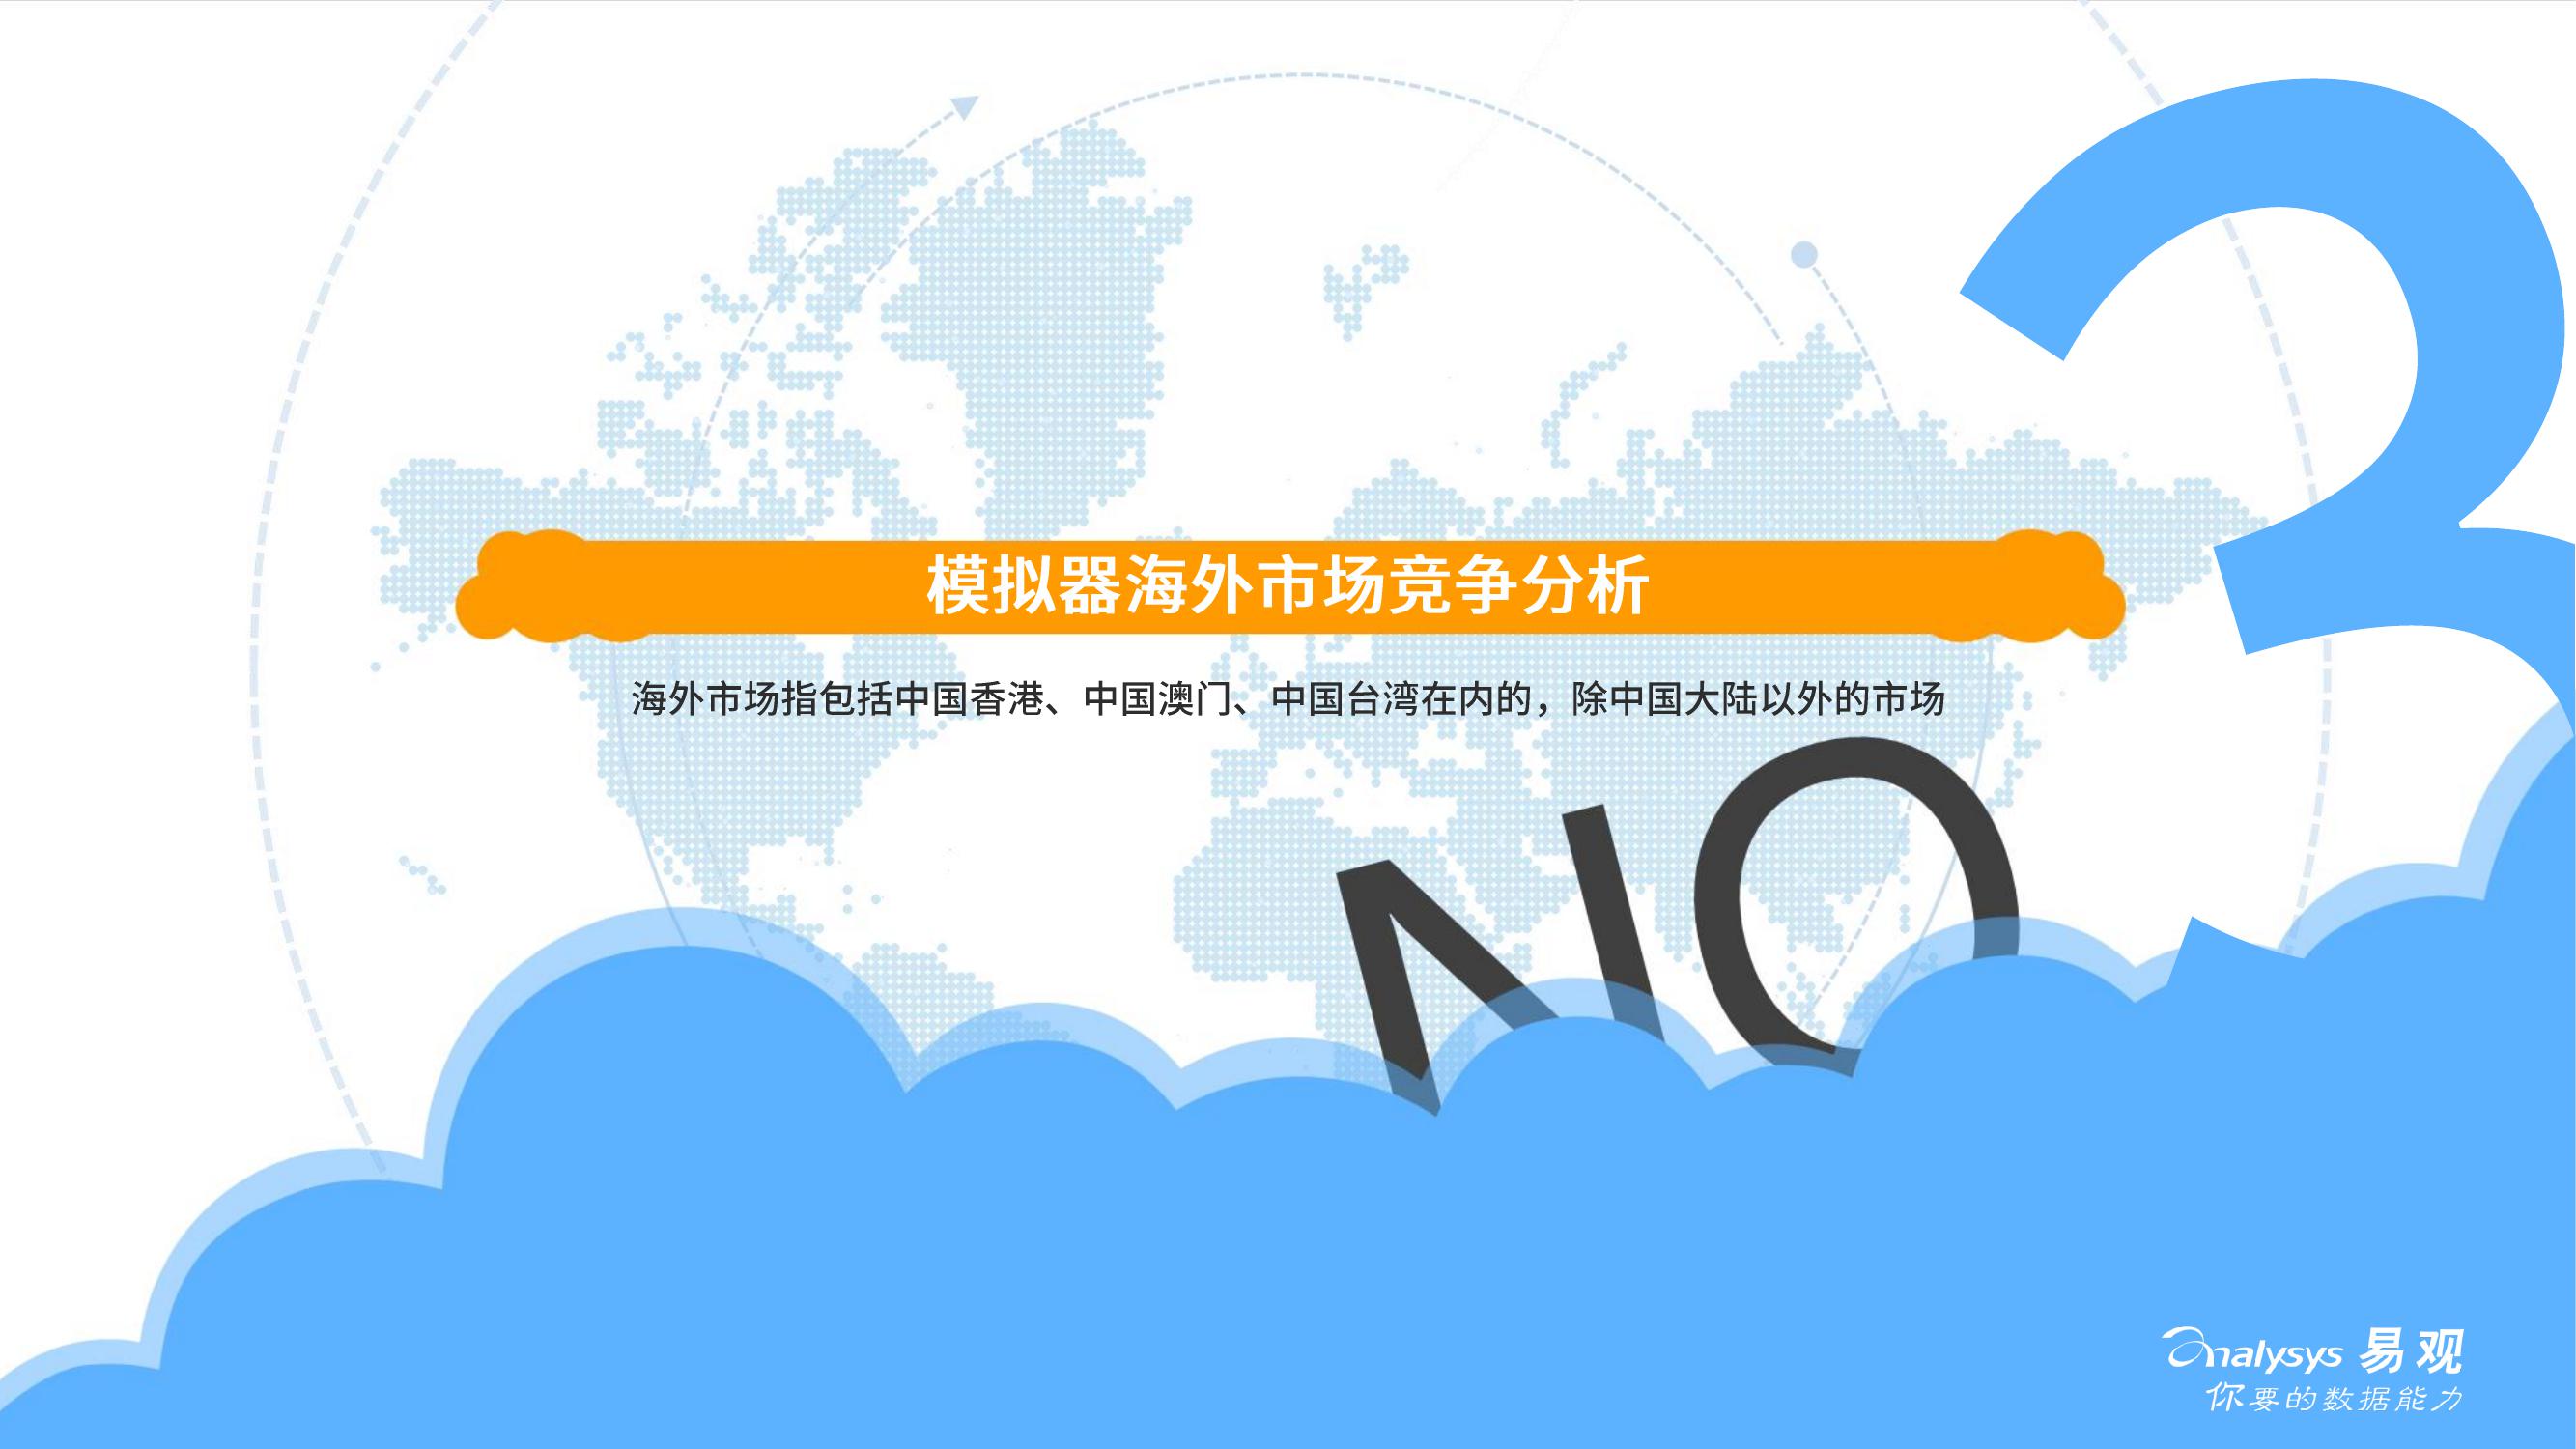 3
模拟器海外市场竞争分析
海外市场指包括中国香港、中国澳门、中国台湾在内的，除中国大陆以外的市场
NO
analysys 易观
你要的数据能力